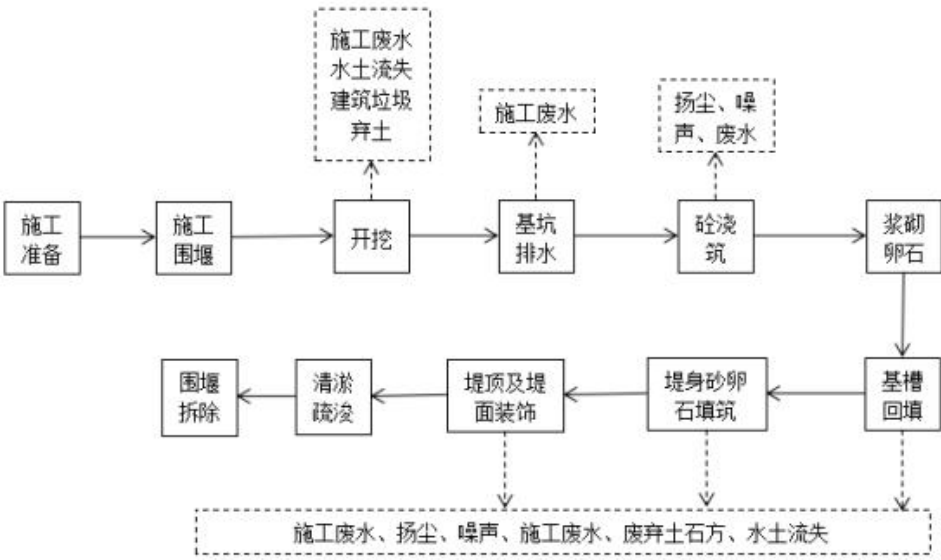 施工废水
水土流失
建筑垃圾
弃土
施工废水
扬尘、噪
声、废水
施工
准备
施工
围堰
开挖
基坑
排水
砼浇
筑
浆砌
卵石
围堰
拆除
清淤
疏浚
堤顶及堤
面装饰
堤身砂卵
石填筑
基槽
回填
施工废水、扬尘、噪声、施工废水、废弃土石方、水土流失